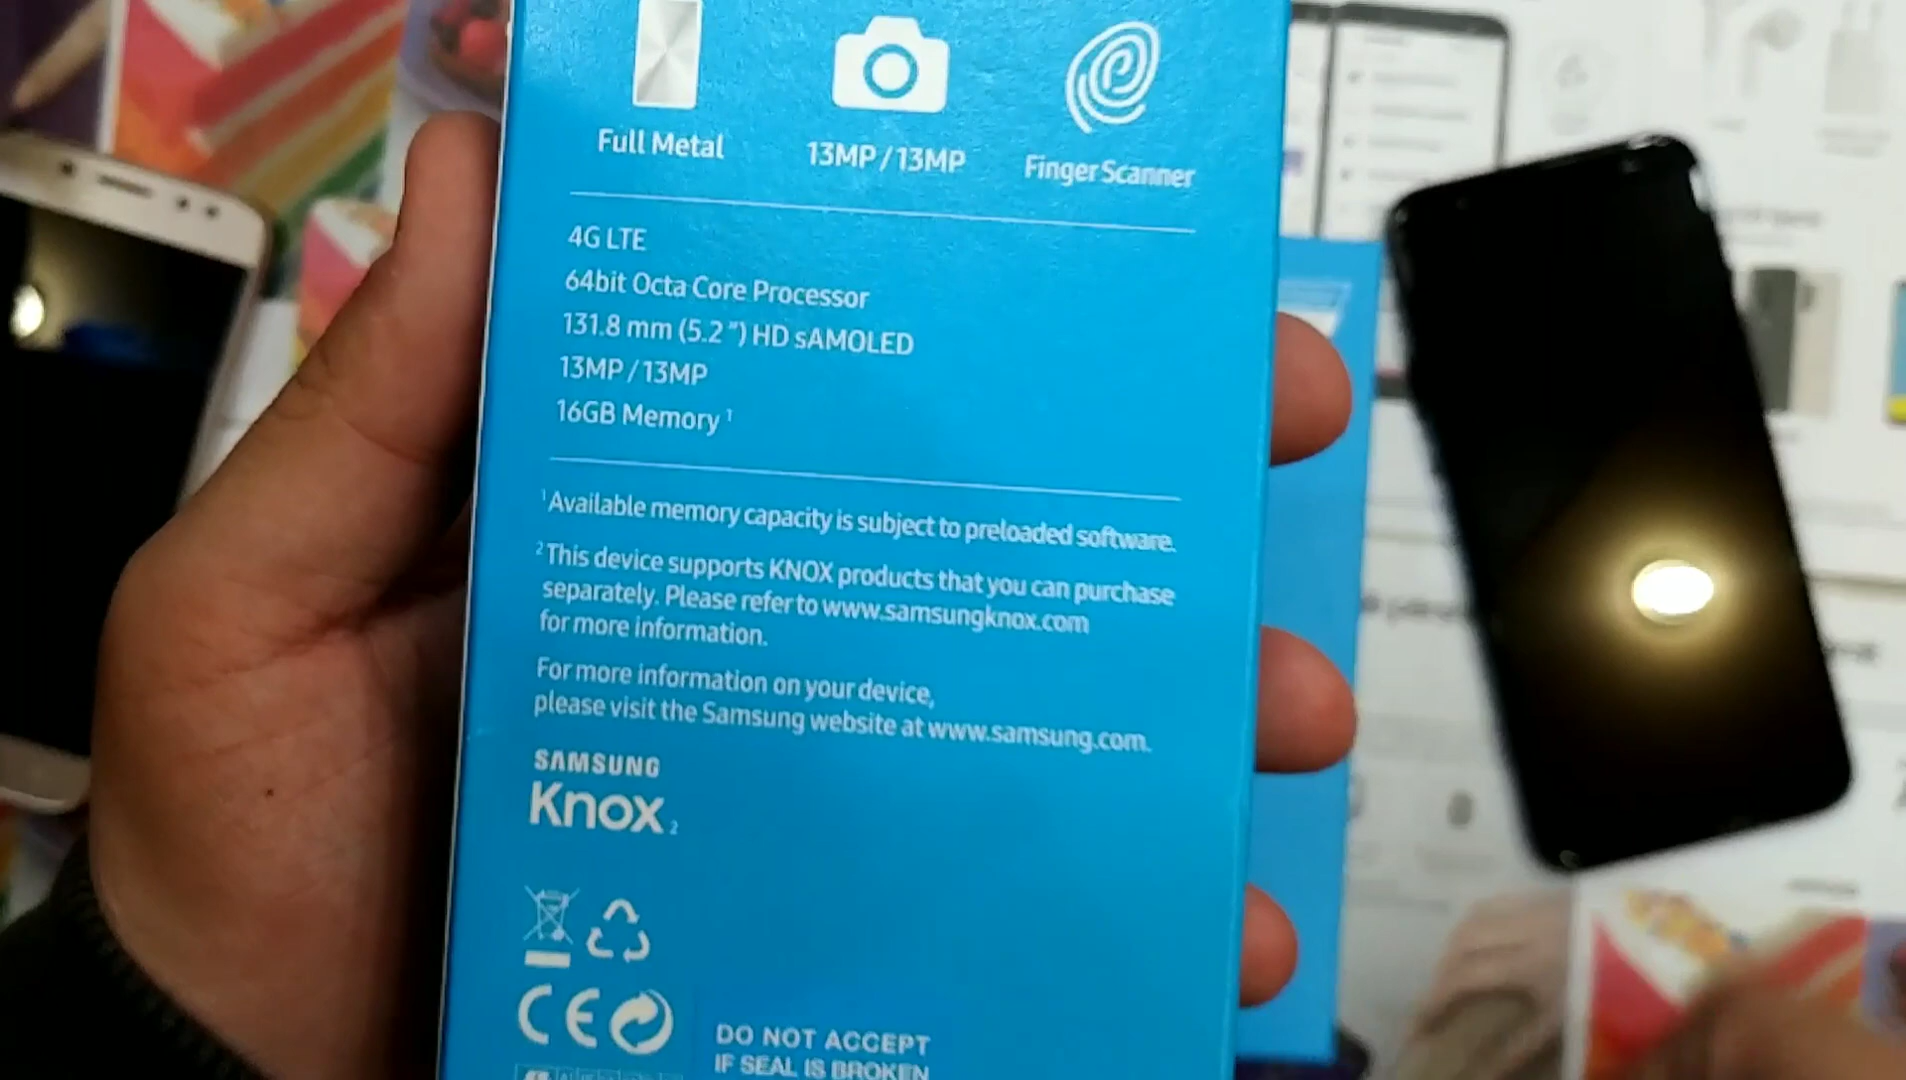 Full Metal
13MP / 13MP
Finger Scanner
4G LTE
64bit Octa Core Processor
131.8 mm (5.2 ") HD sAMOLED
13MP / 13MP
16GB Memory ¹
¹ Available memory capacity is subject to preloaded software.
² This device supports KNOX products that you can purchase
separately. Please refer to www.samsungknox.com
for more information.
For more information on your device,
please visit the Samsung website at www.samsung.com.
SAMSUNG
Knox 2
CE
DO NOT ACCEPT
IF SEAL IS BROKEN